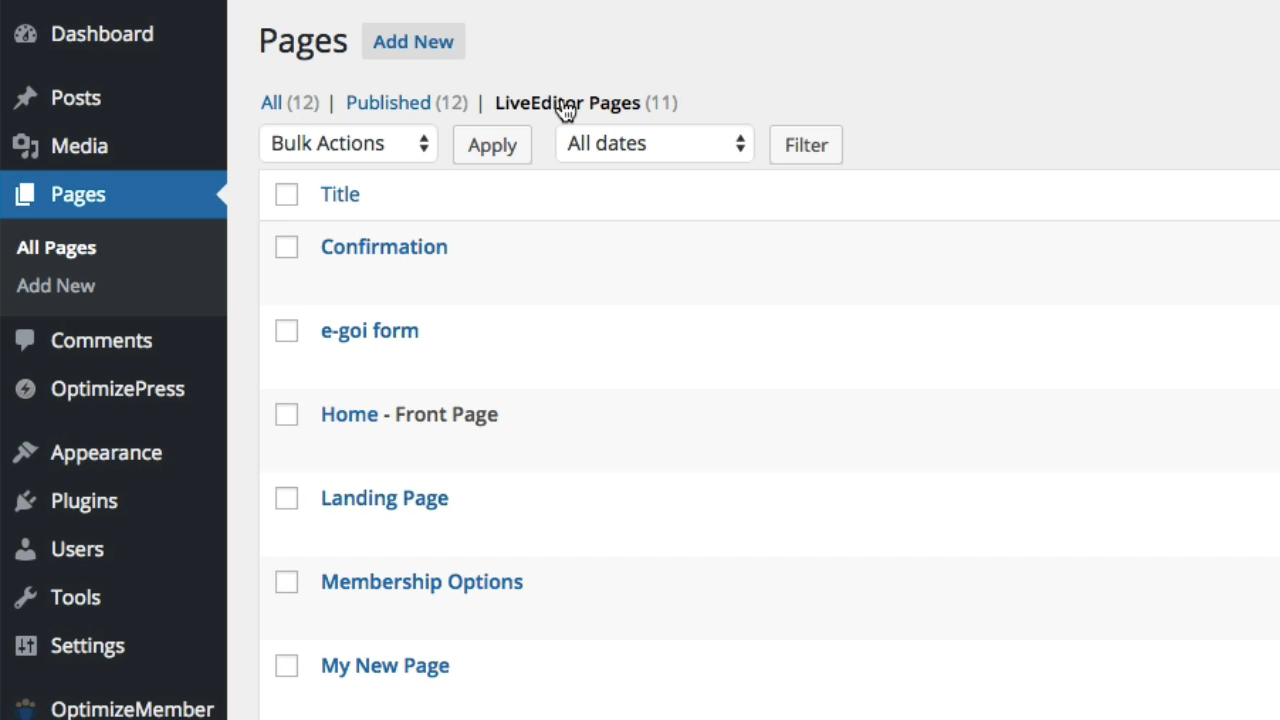 Dashboard
Posts
Media
Pages
All Pages
Add New
Comments
OptimizePress
Appearance
Plugins
Users
Tools
Settings
OptimizeMember
Pages Add New
All (12) | Published (12) | LiveEditor Pages (11)
Bulk Actions Apply All dates Filter
Title
Confirmation
e-goi form
Home - Front Page
Landing Page
Membership Options
My New Page